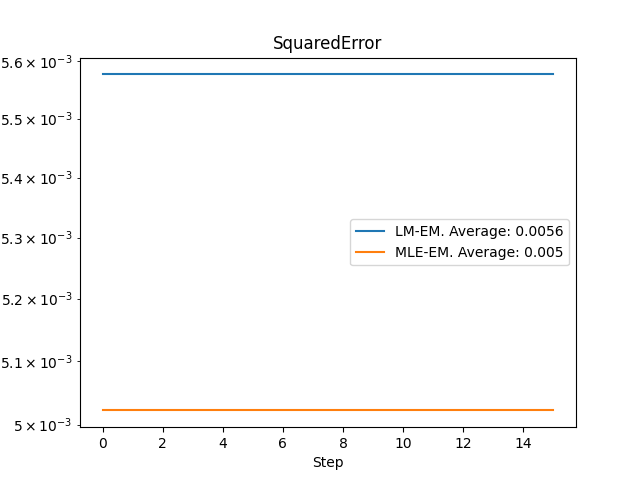 SquaredError
5.6 × 10⁻³
5.5 × 10⁻³
5.4 × 10⁻³
5.3 × 10⁻³
5.2 × 10⁻³
5.1 × 10⁻³
5 × 10⁻³
LM-EM. Average: 0.0056
MLE-EM. Average: 0.005
0 2 4 6 8 10 12 14
Step